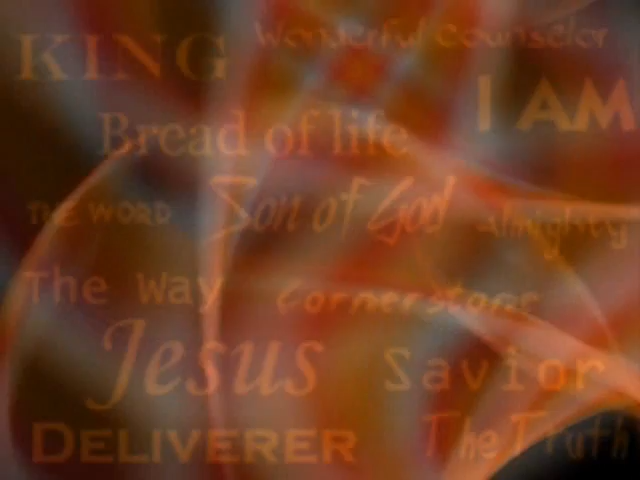 KING
Wonderful Counselor
I AM
Bread of life
THE WORD
Son of God
Almighty
The Way
Cornerstone
Jesus
Savior
DELIVERER
The Truth